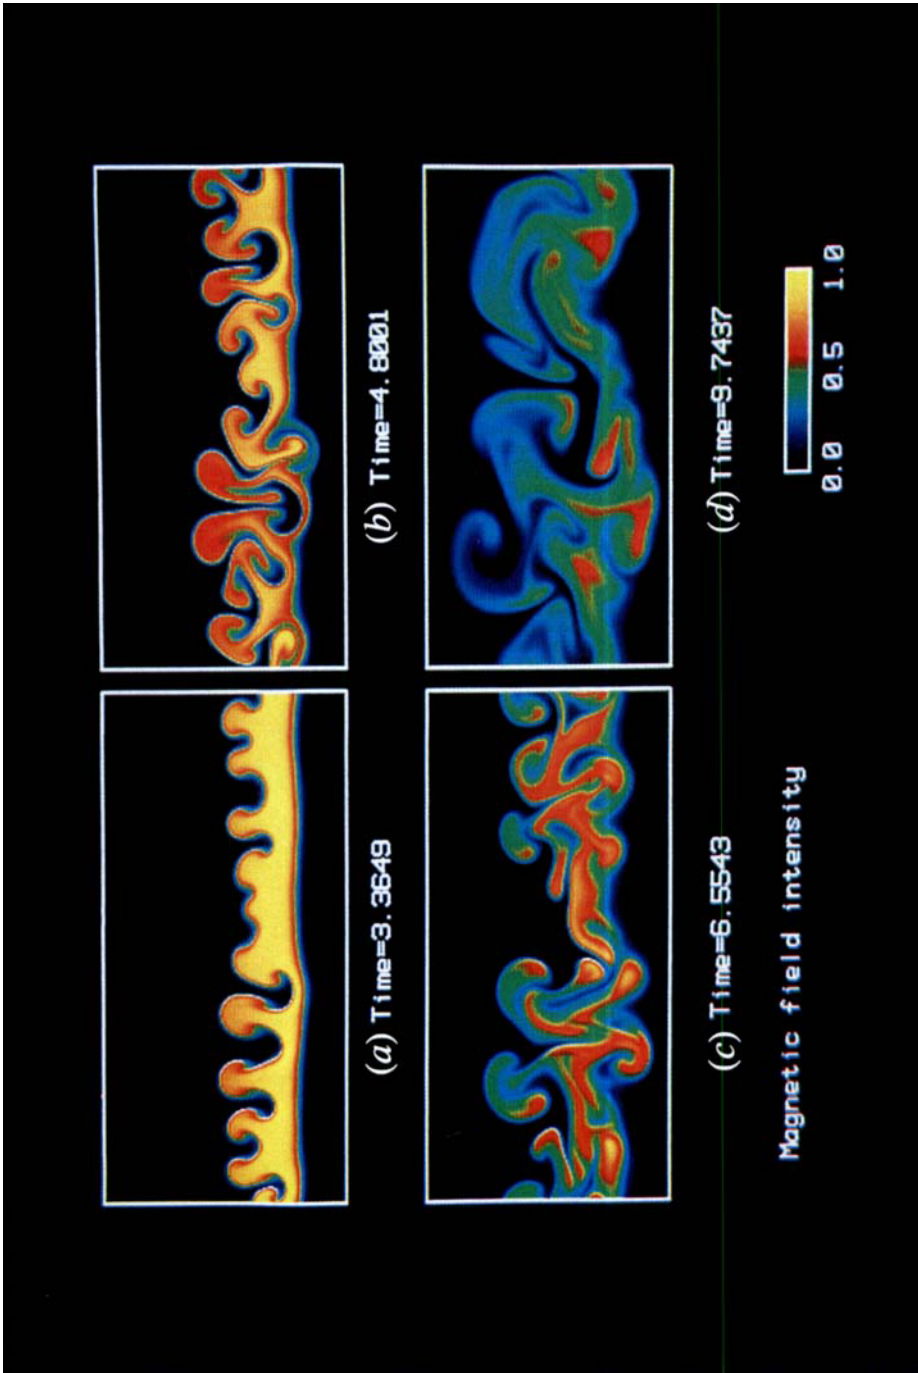 (a) Time=3.3649
(b) Time=4.8001
(c) Time=6.5543
(d) Time=9.7437
Magnetic field intensity
0.0 0.5 1.0